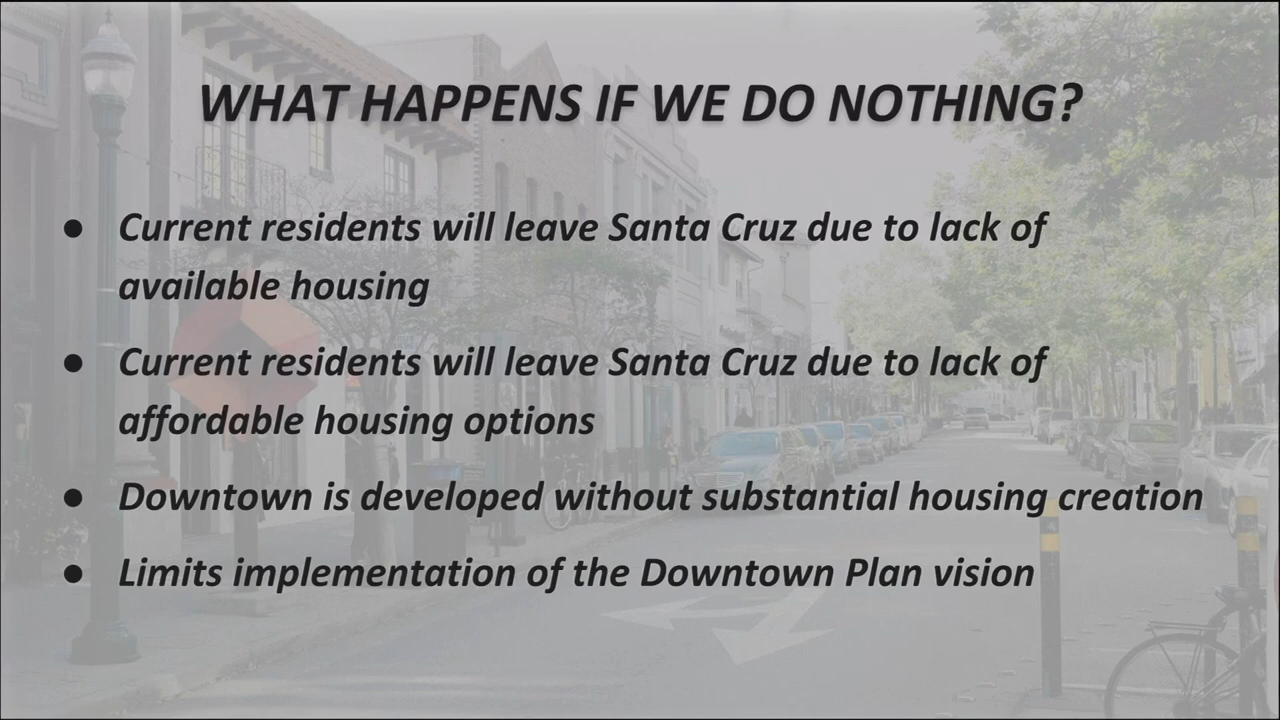 WHAT HAPPENS IF WE DO NOTHING?
● Current residents will leave Santa Cruz due to lack of
available housing
● Current residents will leave Santa Cruz due to lack of
affordable housing options
● Downtown is developed without substantial housing creation
● Limits implementation of the Downtown Plan vision